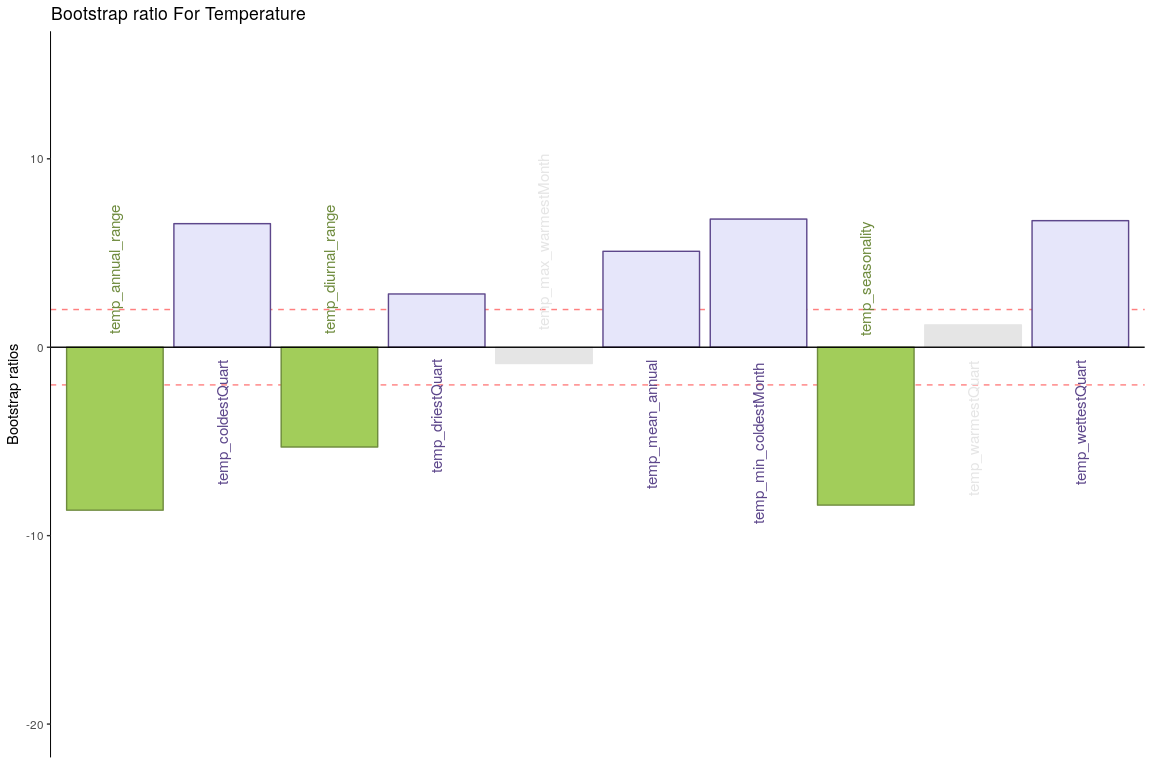 Bootstrap ratio For Temperature
Bootstrap ratios
10
0
-10
-20
temp_annual_range
temp_coldestQuart
temp_diurnal_range
temp_driestQuart
temp_max_warmestMonth
temp_mean_annual
temp_min_coldestMonth
temp_seasonality
temp_warmestQuart
temp_wettestQuart